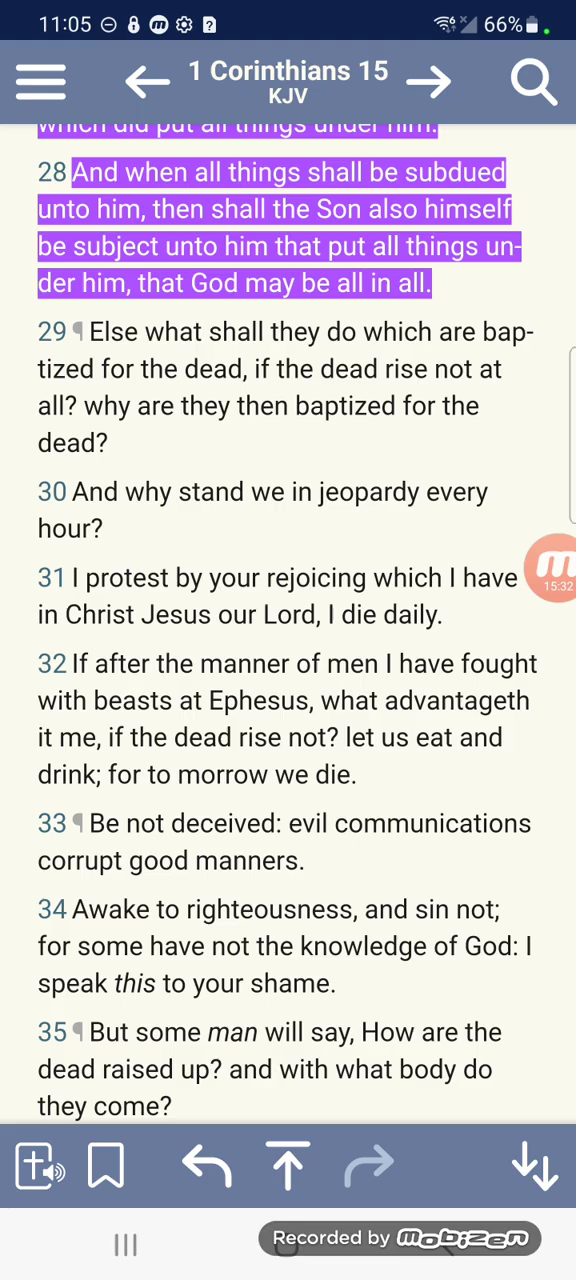 11:05 66%
1 Corinthians 15
KJV
which did put all things under him.
28 And when all things shall be subdued
unto him, then shall the Son also himself
be subject unto him that put all things un-
der him, that God may be all in all.
29 ¶ Else what shall they do which are bap-
tized for the dead, if the dead rise not at
all? why are they then baptized for the
dead?
30 And why stand we in jeopardy every
hour?
31 I protest by your rejoicing which I have
in Christ Jesus our Lord, I die daily.
15:32
32 If after the manner of men I have fought
with beasts at Ephesus, what advantageth
it me, if the dead rise not? let us eat and
drink; for to morrow we die.
33 ¶ Be not deceived: evil communications
corrupt good manners.
34 Awake to righteousness, and sin not;
for some have not the knowledge of God: I
speak this to your shame.
35 ¶ But some man will say, How are the
dead raised up? and with what body do
they come?
Recorded by mobizen